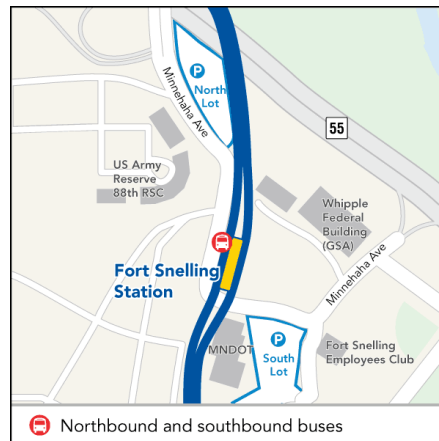 P
North
Lot
Minnehaha Ave
55
US Army
Reserve
88th RSC
Whipple
Federal
Building
(GSA)
Fort Snelling
Station
Minnehaha Ave
MNDOT
P
South
Lot
Fort Snelling
Employees Club
Northbound and southbound buses